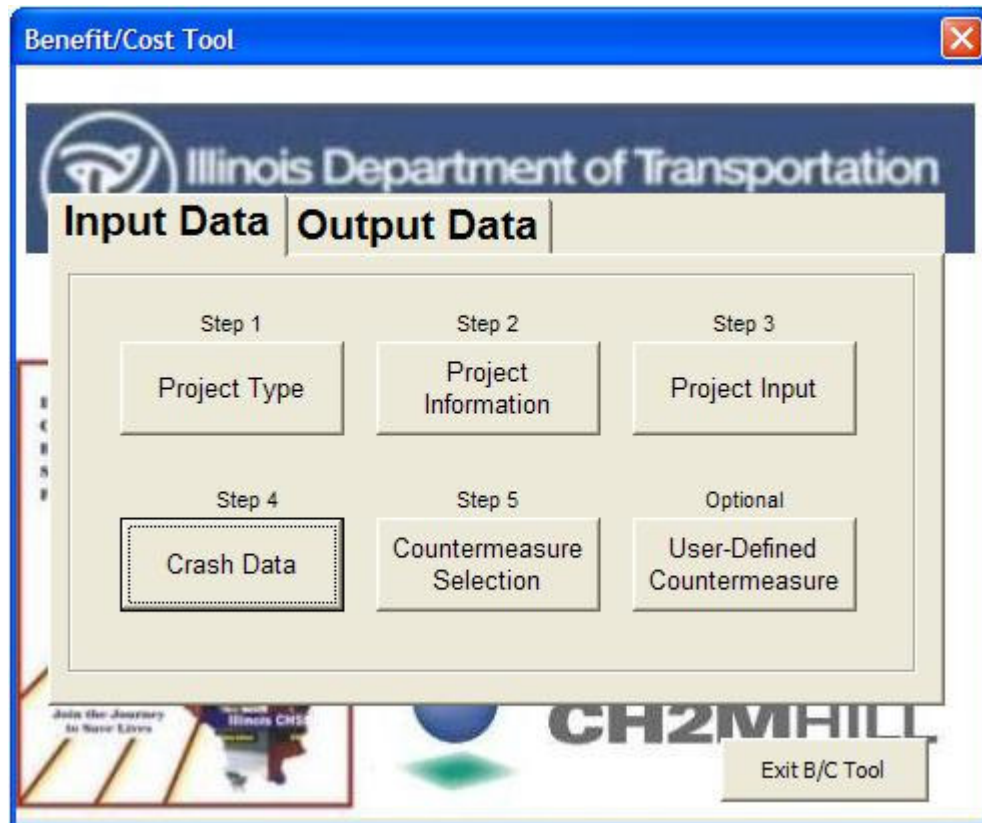 Benefit/Cost Tool
Illinois Department of Transportation
Input Data
Output Data
Step 1
Step 2
Step 3
Project Type
Project
Information
Project Input
Step 4
Step 5
Optional
Crash Data
Countermeasure
Selection
User-Defined
Countermeasure
Join the Journey
to Save Lives
Illinois
CH2MHILL
Exit B/C Tool